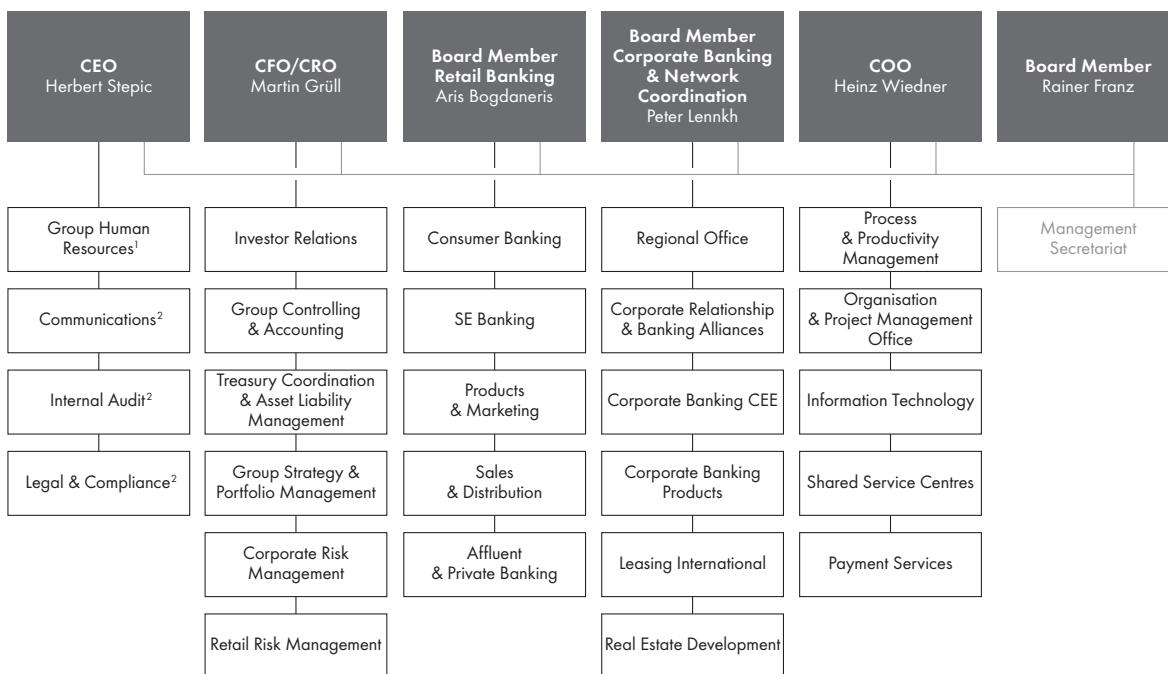 CEO
Herbert Stepic
CFO/CRO
Martin Grüll
Board Member
Retail Banking
Aris Bogdaneris
Board Member
Corporate Banking
& Network
Coordination
Peter Lennkh
COO
Heinz Wiedner
Board Member
Rainer Franz
Group Human
Resources¹
Communications²
Internal Audit²
Legal & Compliance²
Investor Relations
Group Controlling
& Accounting
Treasury Coordination
& Asset Liability
Management
Group Strategy &
Portfolio Management
Corporate Risk
Management
Retail Risk Management
Consumer Banking
SE Banking
Products
& Marketing
Sales
& Distribution
Affluent
& Private Banking
Regional Office
Corporate Relationship
& Banking Alliances
Corporate Banking CEE
Corporate Banking
Products
Leasing International
Real Estate Development
Process
& Productivity
Management
Organisation
& Project Management
Office
Information Technology
Shared Service Centres
Payment Services
Management
Secretariat